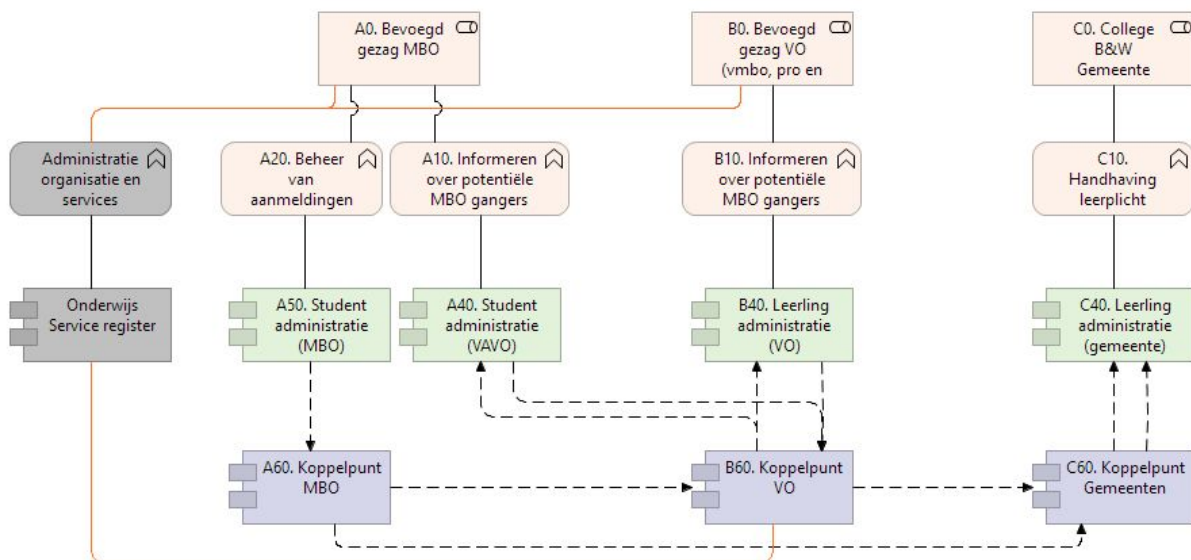 A0. Bevoegd
gezag MBO
B0. Bevoegd
gezag VO
(vmbo, pro en
C0. College
B&W
Gemeente
Administratie
organisatie en
services
A20. Beheer
van
aanmeldingen
A10. Informeren
over potentiële
MBO gangers
B10. Informeren
over potentiële
MBO gangers
C10.
Handhaving
leerplicht
Onderwijs
Service register
A50. Student
administratie
(MBO)
A40. Student
administratie
(VAVO)
B40. Leerling
administratie
(VO)
C40. Leerling
administratie
(gemeente)
A60. Koppelpunt
MBO
B60. Koppelpunt
VO
C60. Koppelpunt
Gemeenten